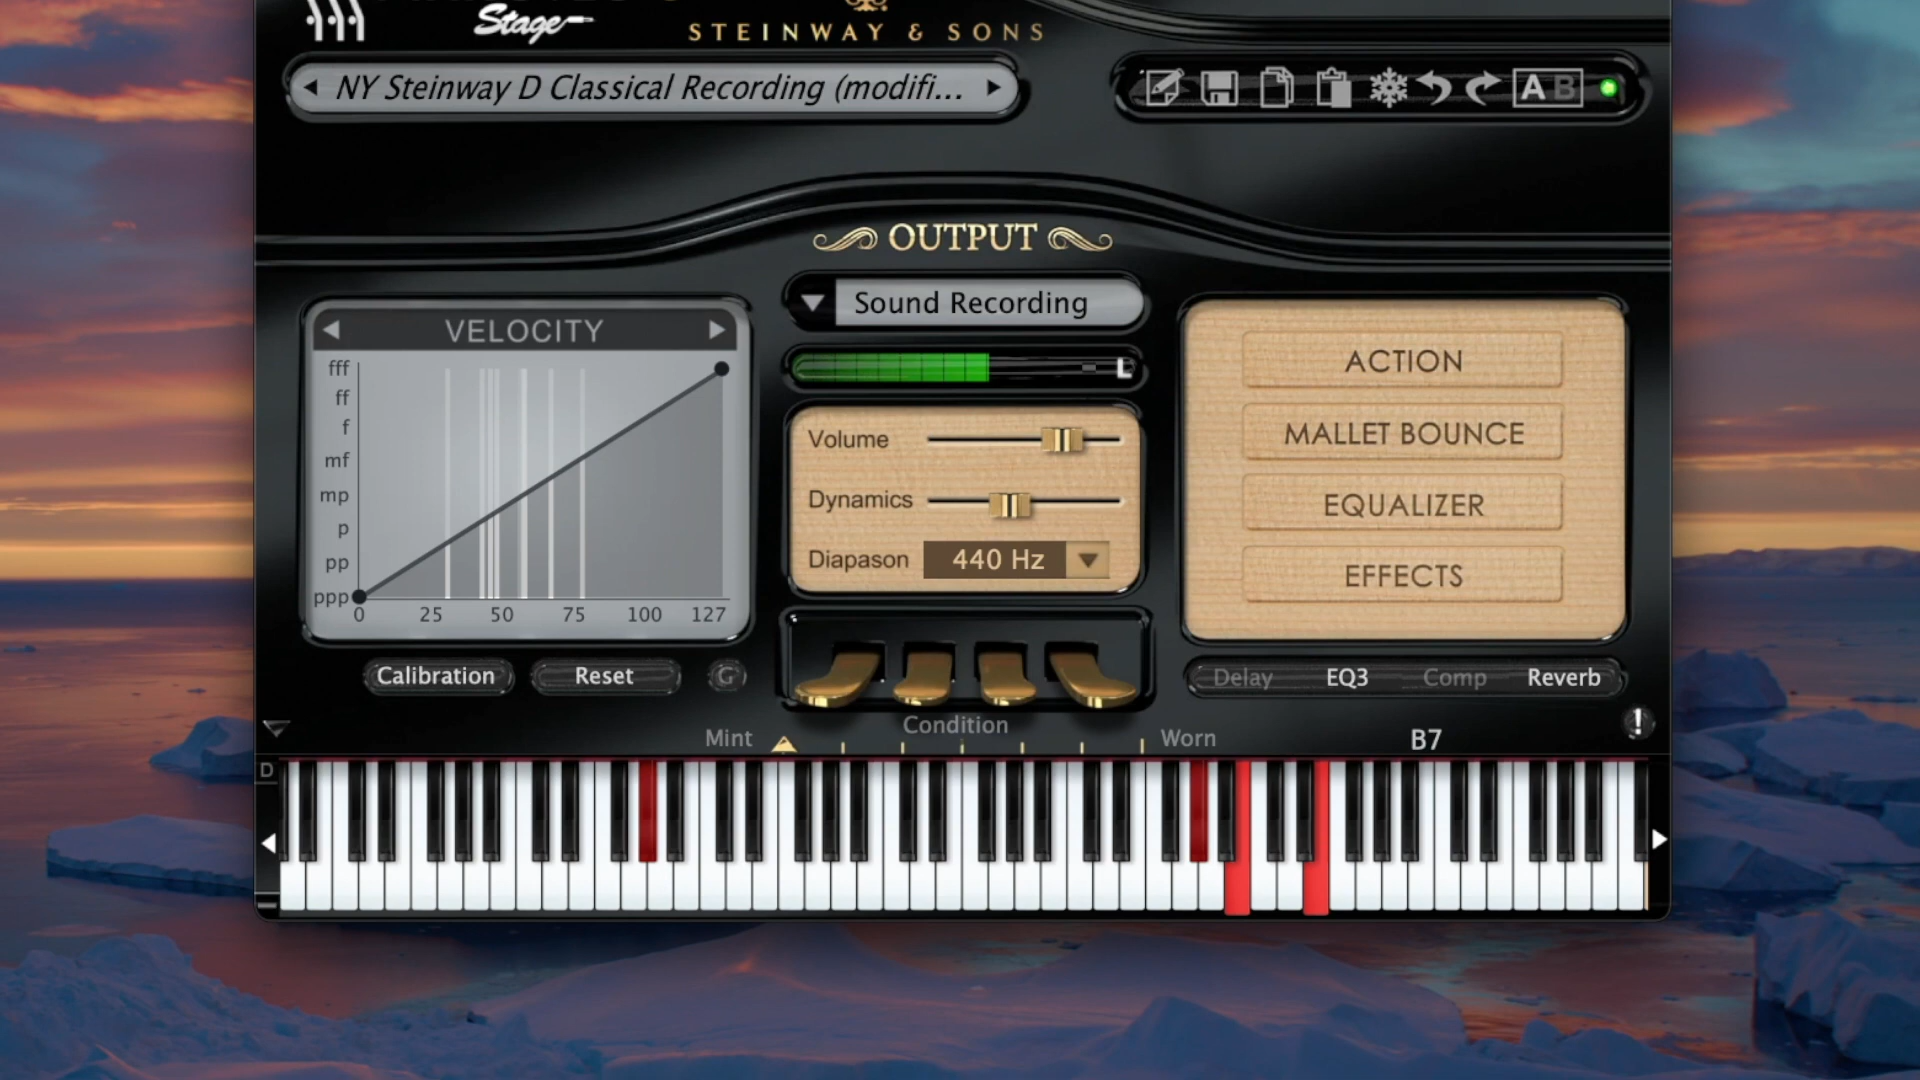 Stage
STEINWAY & SONS
NY Steinway D Classical Recording (modifi...
A B
OUTPUT
Sound Recording
VELOCITY
fff
ff
f
mf
mp
p
pp
ppp
0 25 50 75 100 127
L
Volume
Dynamics
Diapason 440 Hz
ACTION
MALLET BOUNCE
EQUALIZER
EFFECTS
Calibration Reset G
Delay EQ3 Comp Reverb
Condition
Mint Worn B7
!
D